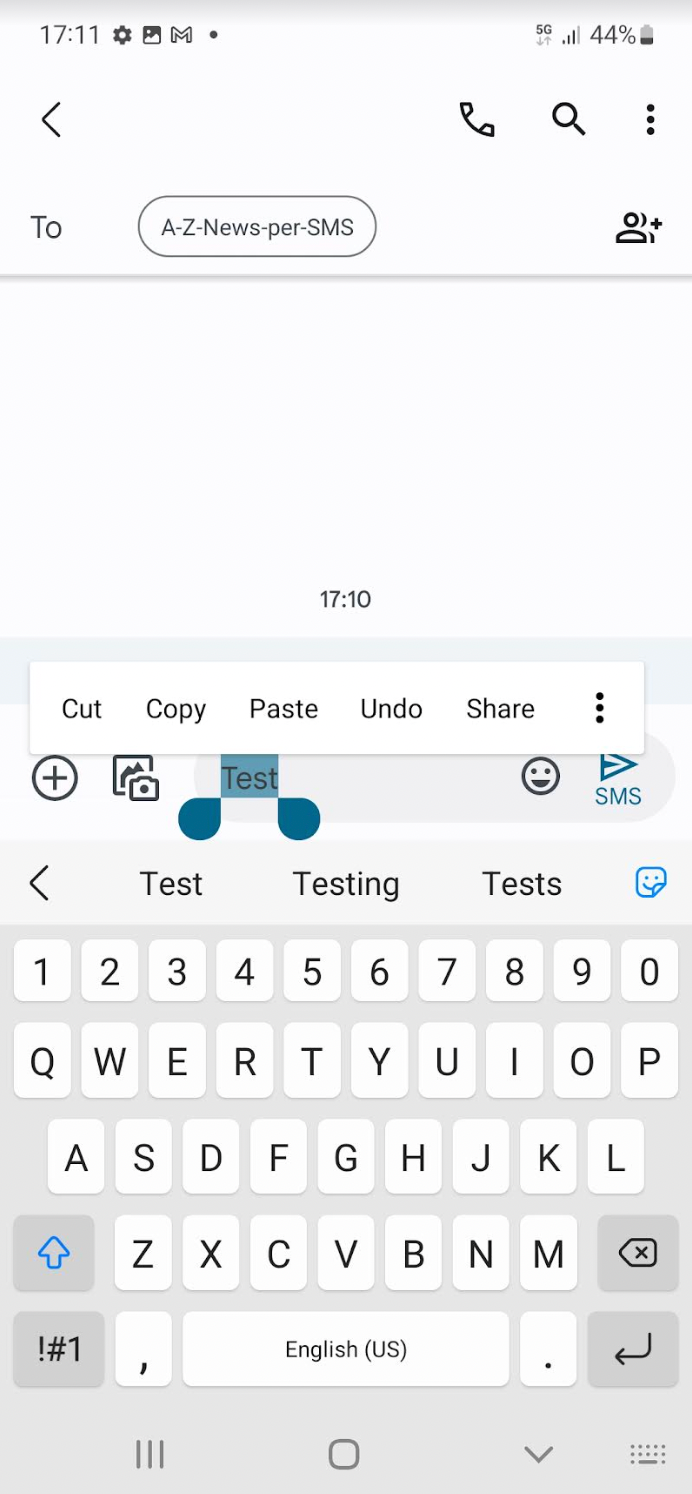 17:11
5G 44%
To A-Z-News-per-SMS
17:10
Cut Copy Paste Undo Share
Test
SMS
Test Testing Tests
1 2 3 4 5 6 7 8 9 0
Q W E R T Y U I O P
A S D F G H J K L
Z X C V B N M
!#1 , English (US) .